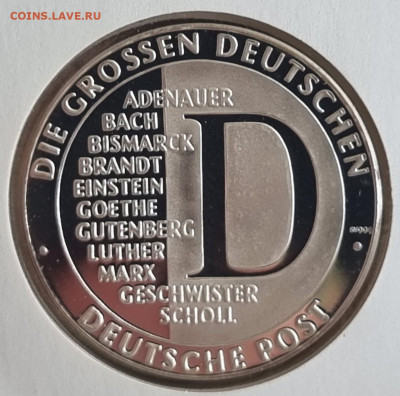 COINS.LAVE.RU
DIE GROSSEN DEUTSCHEN
ADENAUER
BACH
BISMARCK
BRANDT
EINSTEIN
GOETHE
GUTENBERG
LUTHER
MARX
GESCHWISTER
SCHOLL
D
DEUTSCHE POST